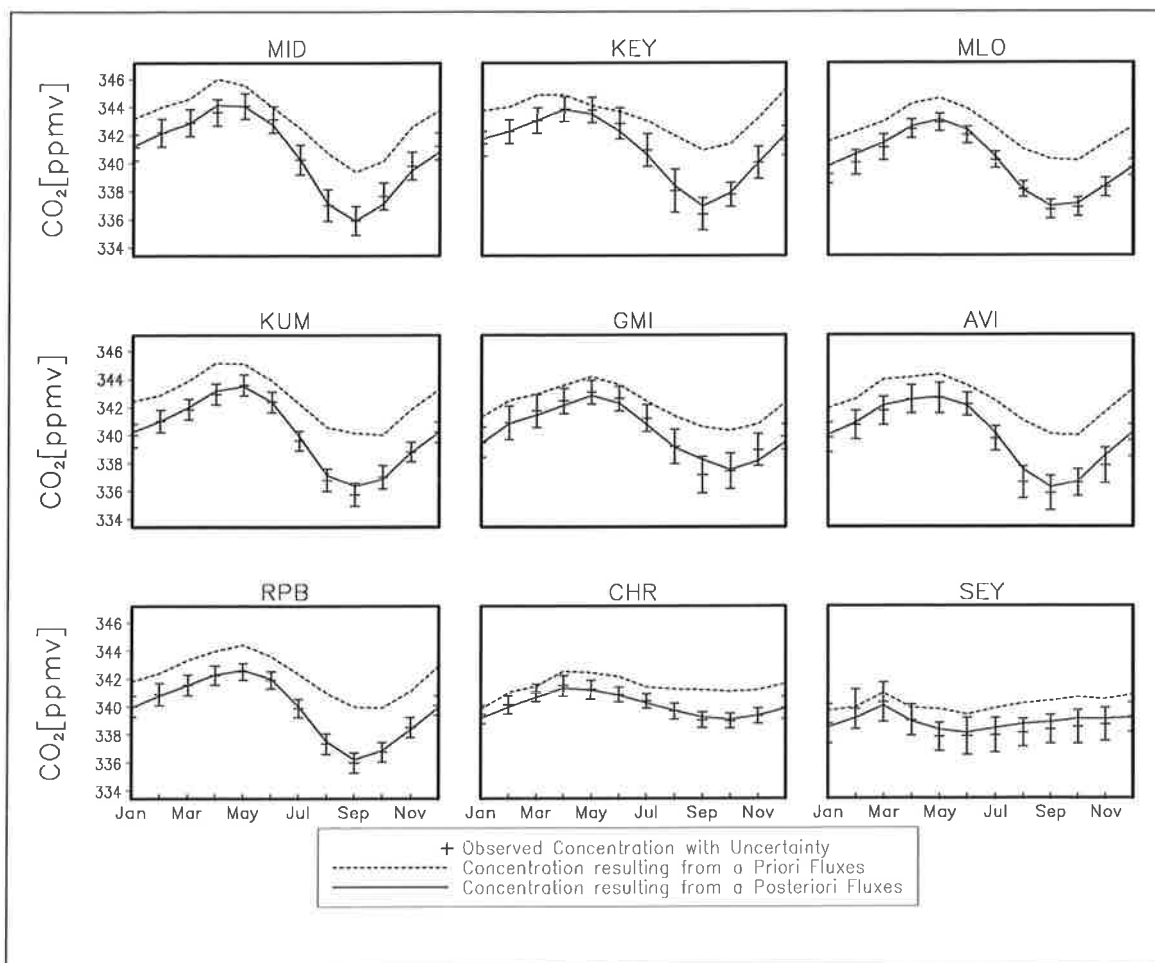 MID KEY MLO
CO₂[ppmv]
346
344
342
340
338
336
334
KUM GMI AVI
CO₂[ppmv]
346
344
342
340
338
336
334
RPB CHR SEY
CO₂[ppmv]
346
344
342
340
338
336
334
Jan Mar May Jul Sep Nov Jan Mar May Jul Sep Nov Jan Mar May Jul Sep Nov
Observed Concentration with Uncertainty
Concentration resulting from a Priori Fluxes
Concentration resulting from a Posteriori Fluxes